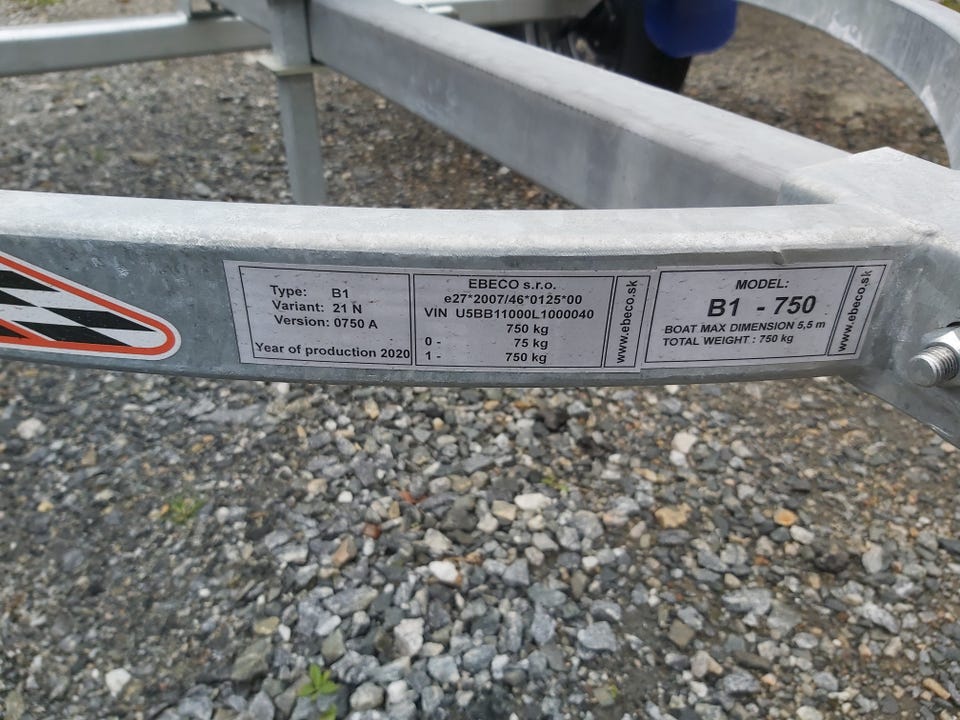 Type: B1
Variant: 21 N
Version: 0750 A
Year of production 2020
EBECO s.r.o.
e27*2007/46*0125*00
VIN U5BB11000L1000040
750 kg
0 - 75 kg
1 - 750 kg
www.ebeco.sk
MODEL:
B1 - 750
BOAT MAX DIMENSION 5,5 m
TOTAL WEIGHT : 750 kg
www.ebeco.sk